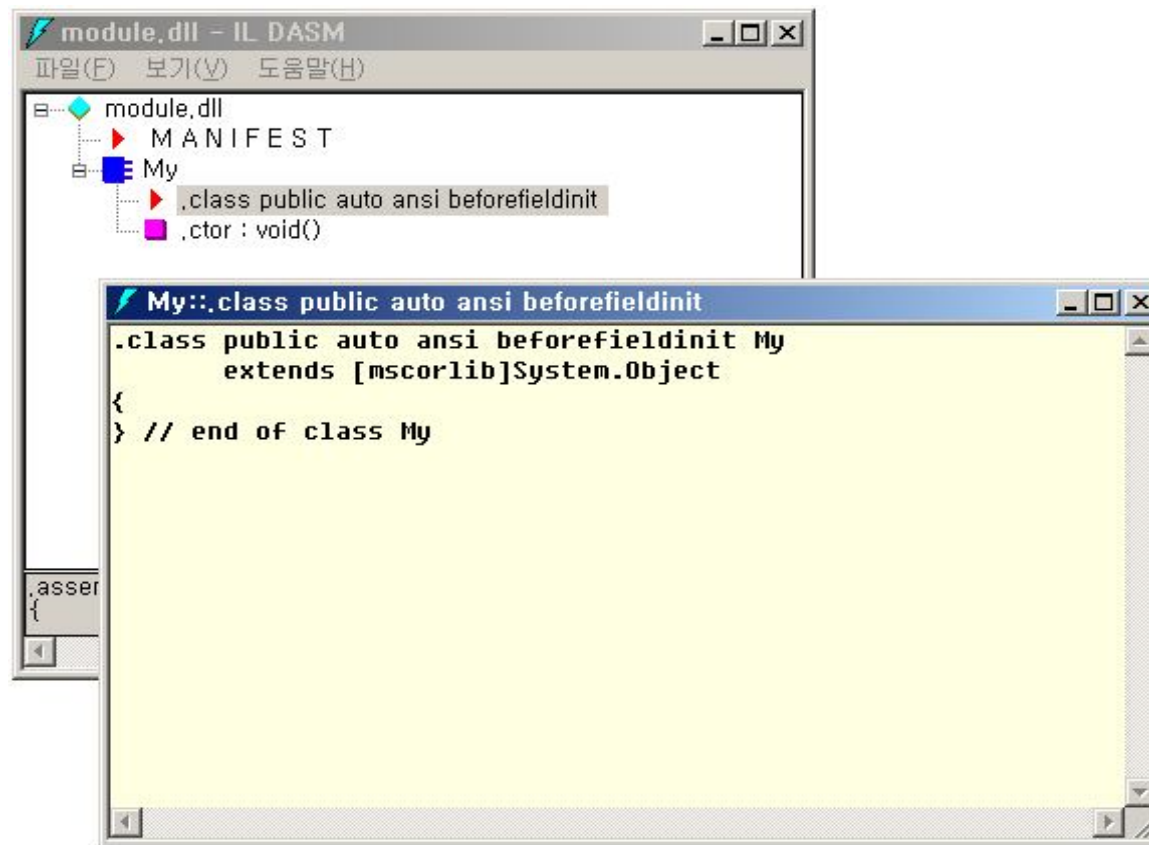 module.dll - IL DASM
파일(F) 보기(V) 도움말(H)
module.dll
M A N I F E S T
My
.class public auto ansi beforefieldinit
.ctor : void()
My::.class public auto ansi beforefieldinit
.class public auto ansi beforefieldinit My
extends [mscorlib]System.Object
{
} // end of class My
{